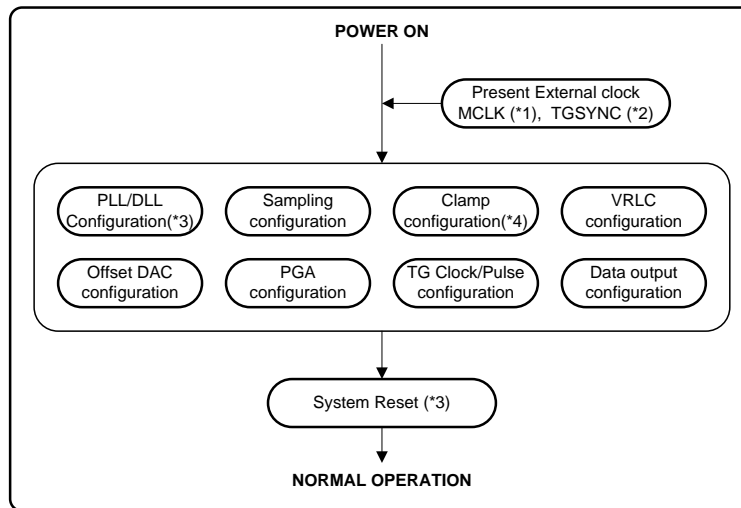 POWER ON
Present External clock
MCLK (*1), TGSYNC (*2)
PLL/DLL
Configuration(*3)
Sampling
configuration
Clamp
configuration(*4)
VRLC
configuration
Offset DAC
configuration
PGA
configuration
TG Clock/Pulse
configuration
Data output
configuration
System Reset (*3)
NORMAL OPERATION